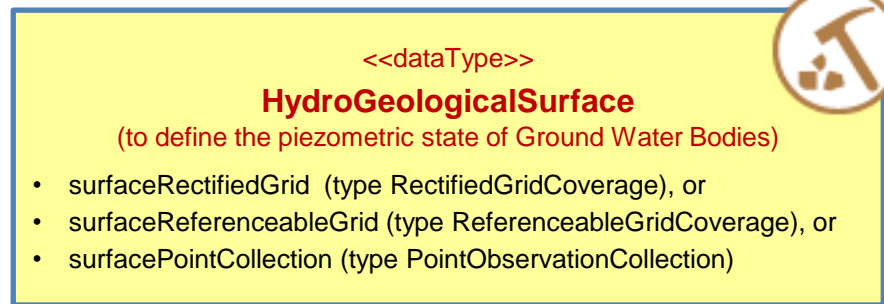 <<dataType>>
HydroGeologicalSurface
(to define the piezometric state of Ground Water Bodies)
• surfaceRectifiedGrid (type RectifiedGridCoverage), or
• surfaceReferenceableGrid (type ReferenceableGridCoverage), or
• surfacePointCollection (type PointObservationCollection)